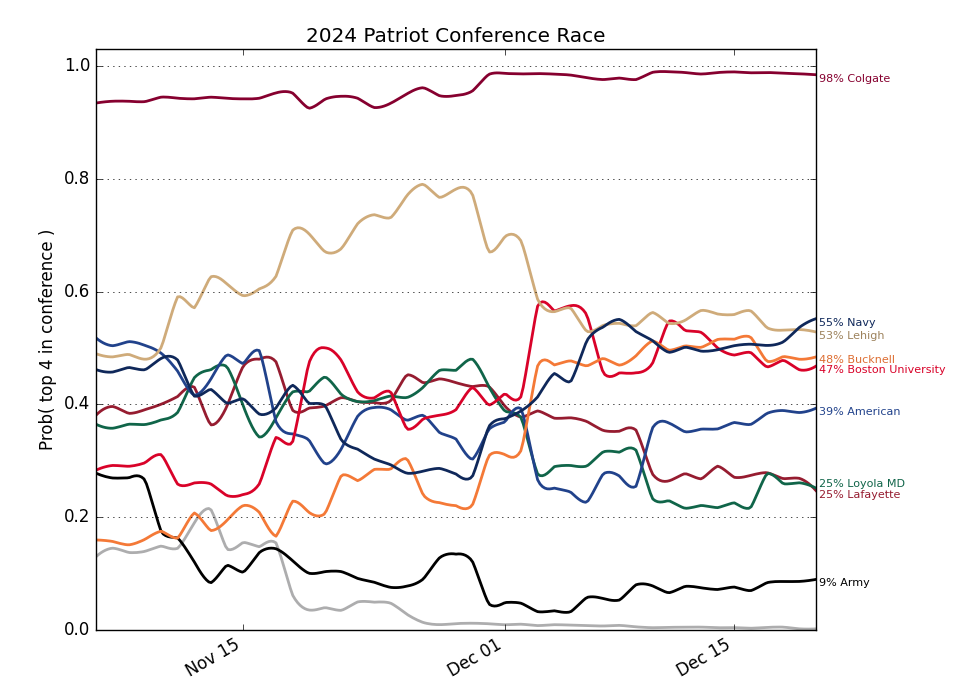 2024 Patriot Conference Race
Prob( top 4 in conference )
1.0
0.8
0.6
0.4
0.2
0.0
Nov 15
Dec 01
Dec 15
98% Colgate
55% Navy
53% Lehigh
48% Bucknell
47% Boston University
39% American
25% Loyola MD
25% Lafayette
9% Army